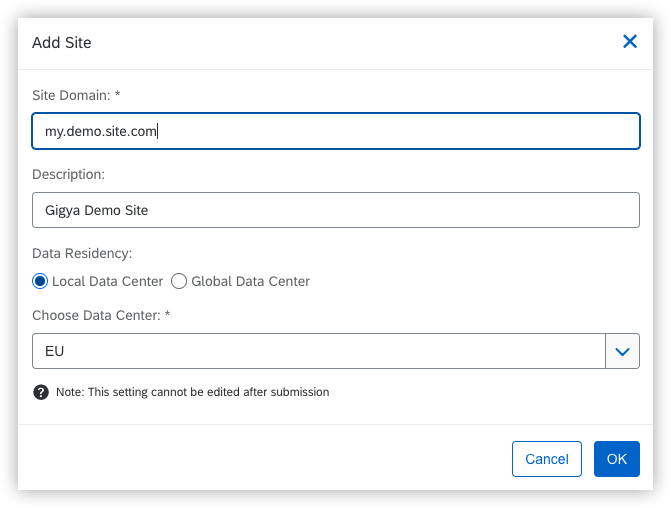 Add Site
Site Domain: *
my.demo.site.com
Description:
Gigya Demo Site
Data Residency:
Local Data Center Global Data Center
Choose Data Center: *
EU
? Note: This setting cannot be edited after submission
Cancel OK